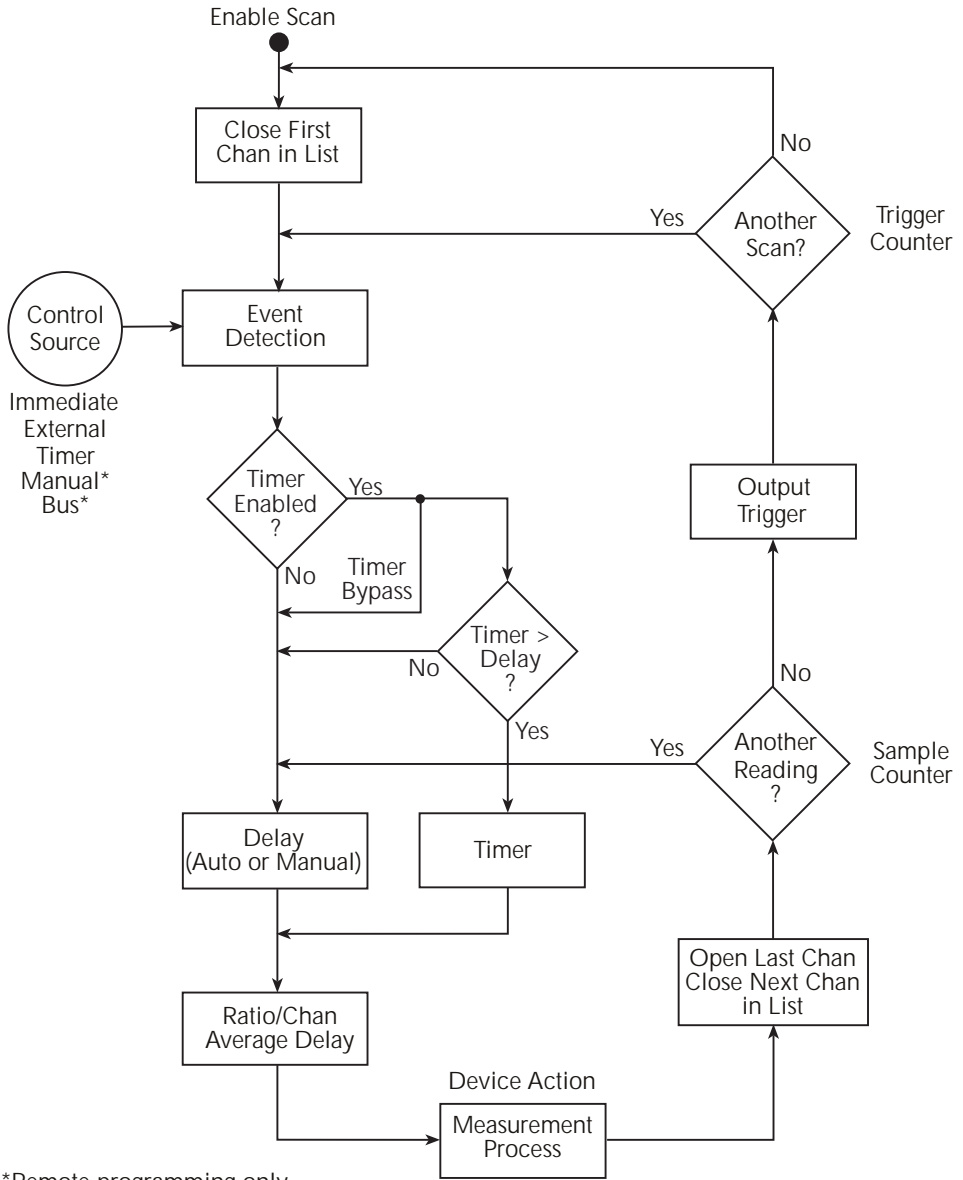 Enable Scan
Close First
Chan in List
No
Yes
Another
Scan?
Trigger
Counter
Control
Source
Event
Detection
Immediate
External
Timer
Manual*
Bus*
Timer
Enabled
?
Yes
No
Timer
Bypass
Output
Trigger
Timer >
Delay
?
No
Yes
No
Yes
Another
Reading
?
Sample
Counter
Delay
(Auto or Manual)
Timer
Open Last Chan
Close Next Chan
in List
Ratio/Chan
Average Delay
Device Action
Measurement
Process
*Remote programming only